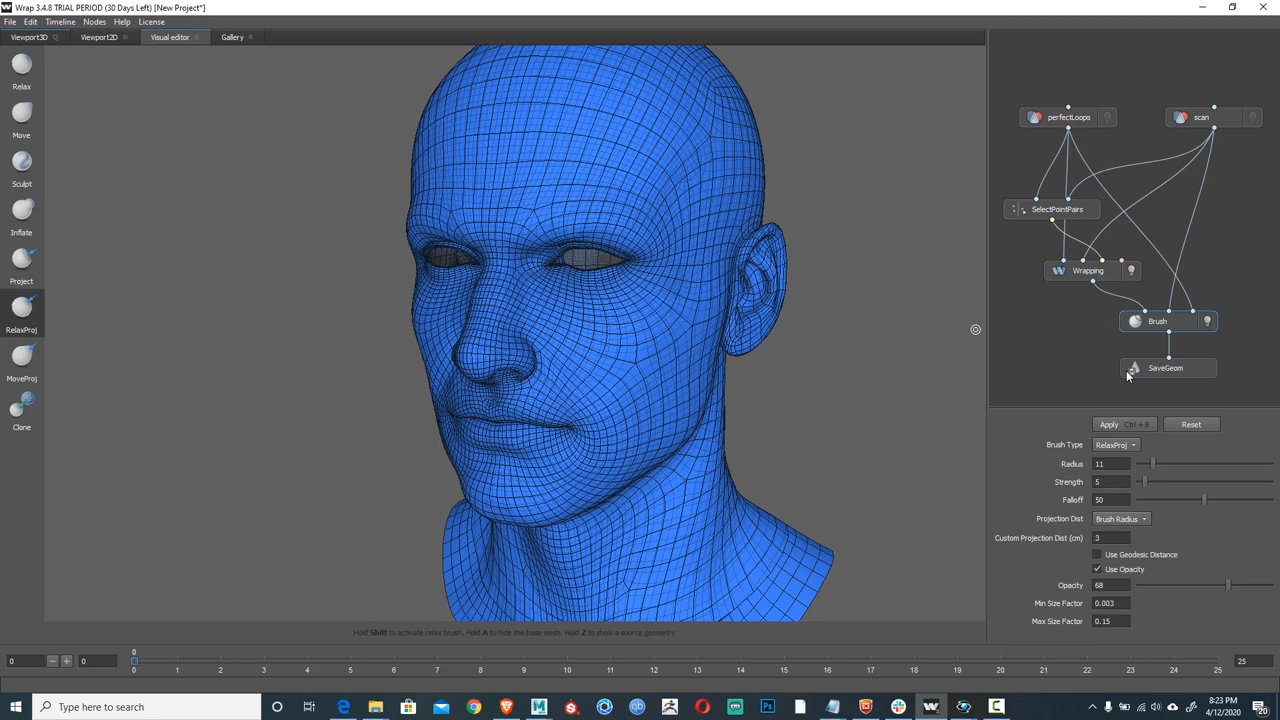 Wrap 3.4.8 TRIAL PERIOD (30 Days Left) [New Project*]
File Edit Timeline Nodes Help License
Viewport3D Q Viewport2D W Visual editor E Gallery R
Relax
Move
Sculpt
Inflate
Project
RelaxProj
MoveProj
Clone
perfectLoops
scan
SelectPointPairs
Wrapping
Brush
SaveGeom
Apply Ctrl + B Reset
Brush Type RelaxProj
Radius 11
Strength 5
Falloff 50
Projection Dist Brush Radius
Custom Projection Dist (cm) 3
Use Geodesic Distance
Use Opacity
Opacity 68
Min Size Factor 0.003
Max Size Factor 0.15
Hold Shift to activate relax brush. Hold A to hide the base mesh. Hold Z to show a source geometry
0
0 0 25
0 1 2 3 4 5 6 7 8 9 10 11 12 13 14 15 16 17 18 19 20 21 22 23 24 25
Type here to search
8:23 PM
4/12/2020